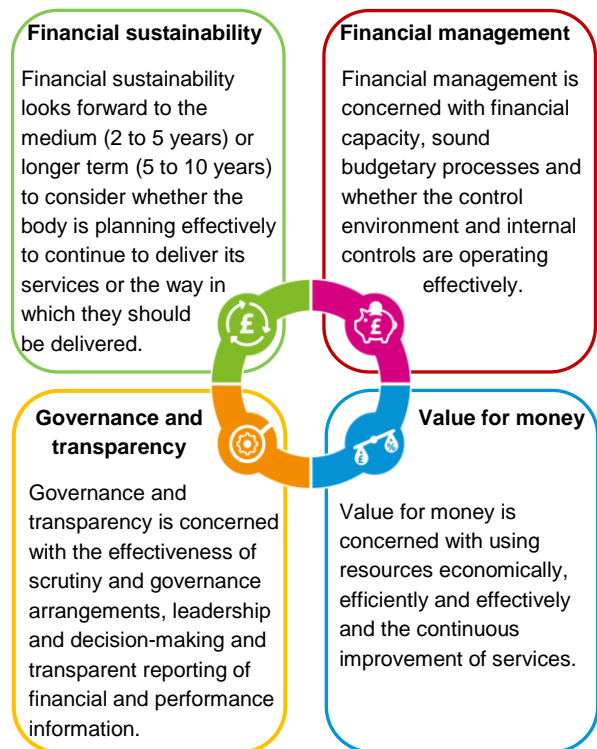 Financial sustainability
Financial sustainability
looks forward to the
medium (2 to 5 years) or
longer term (5 to 10 years)
to consider whether the
body is planning effectively
to continue to deliver its
services or the way in
which they should
be delivered.
Financial management
Financial management is
concerned with financial
capacity, sound
budgetary processes and
whether the control
environment and internal
controls are operating
effectively.
£
£
Governance and
transparency
Governance and
transparency is concerned
with the effectiveness of
scrutiny and governance
arrangements, leadership
and decision-making and
transparent reporting of
financial and performance
information.
£ %
Value for money
Value for money is
concerned with using
resources economically,
efficiently and effectively
and the continuous
improvement of services.